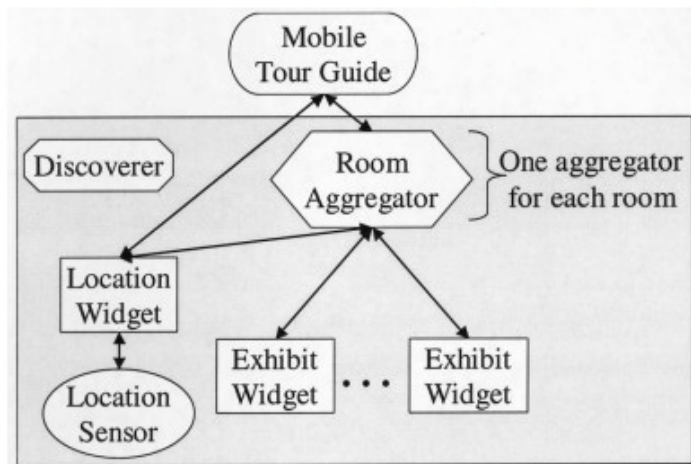 Mobile
Tour Guide
Discoverer
Room
Aggregator
One aggregator
for each room
Location
Widget
Exhibit
Widget
...
Exhibit
Widget
Location
Sensor